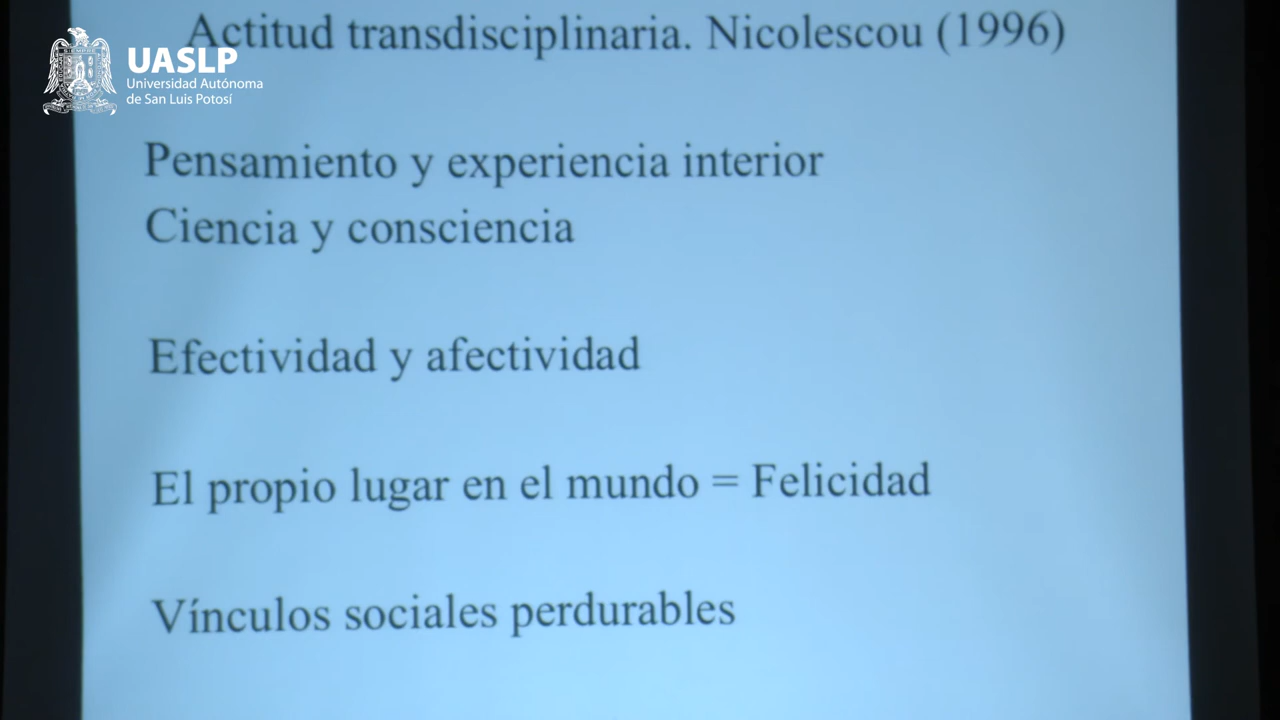 Actitud transdisciplinaria. Nicolescou (1996)
UASLP
Universidad Autónoma
de San Luis Potosí
Pensamiento y experiencia interior
Ciencia y consciencia
Efectividad y afectividad
El propio lugar en el mundo = Felicidad
Vínculos sociales perdurables